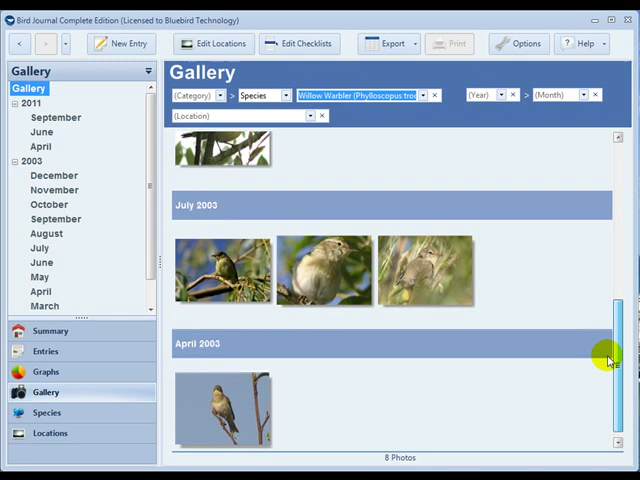 Bird Journal Complete Edition (Licensed to Bluebird Technology)
< > New Entry Edit Locations Edit Checklists Export Print Options Help
Gallery
Gallery
2011
September
June
April
2003
December
November
October
September
August
July
June
May
April
March
Summary
Entries
Graphs
Gallery
Species
Locations
Gallery
(Category) > Species Willow Warbler (Phylloscopus troc (Year) > (Month)
(Location)
July 2003
April 2003
8 Photos